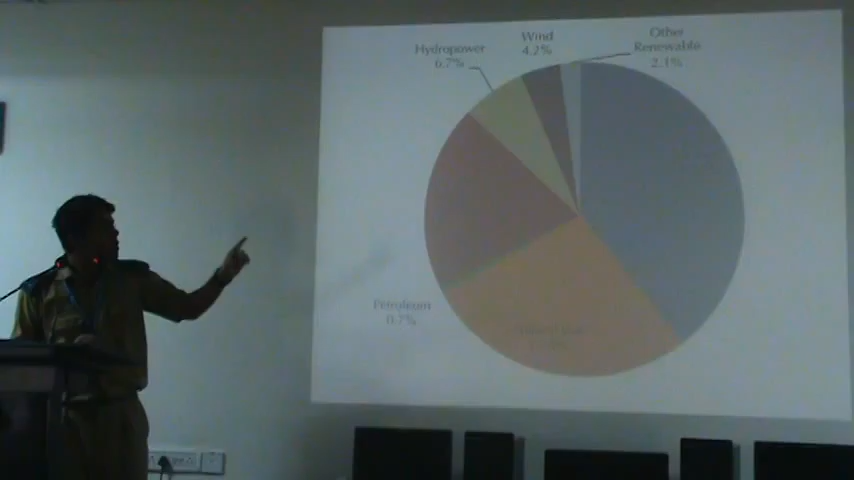 Wind
4.2%
Other
Renewable
2.1%
Hydropower
6.7%
Petroleum
0.7%